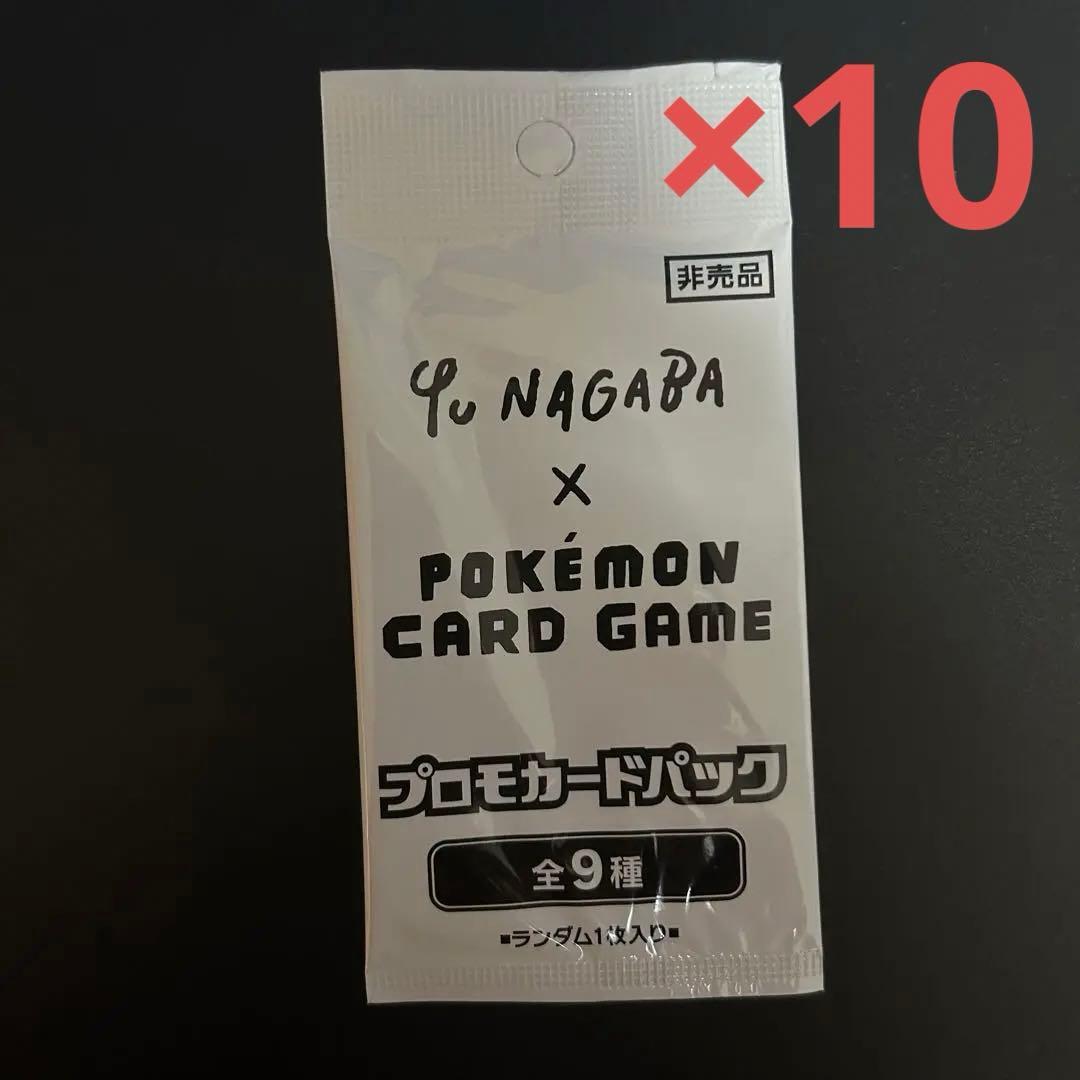 ×10
非売品
Yu NAGABA
×
POKÉMON
CARD GAME
プロモカードパック
全9種
■ランダム1枚入り■